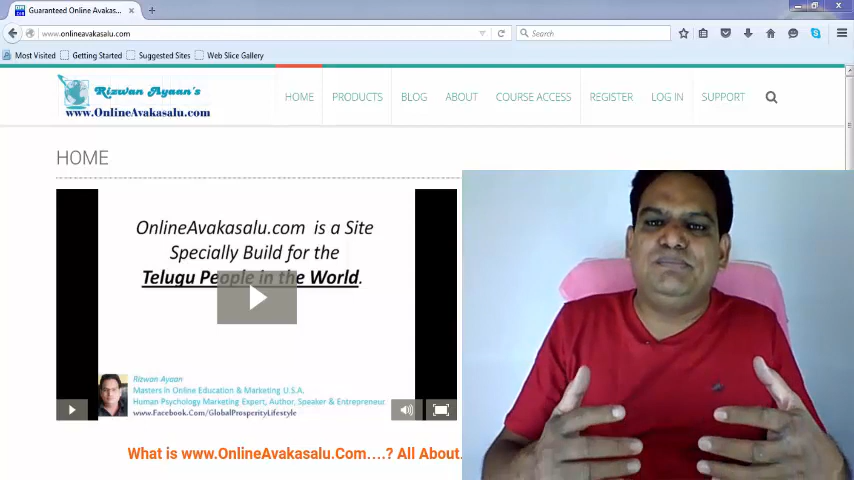 Guaranteed Online Avakas...
www.onlineavakasalu.com
Search
Most Visited
Getting Started
Suggested Sites
Web Slice Gallery
Rizwan Ayaan's
www.OnlineAvakasalu.com
HOME
PRODUCTS
BLOG
ABOUT
COURSE ACCESS
REGISTER
LOG IN
SUPPORT
HOME
OnlineAvakasalu.com is a Site
Specially Build for the
Telugu People in the World.
Rizwan Ayaan
Masters in Online Education & Marketing U.S.A.
Human Psychology Marketing Expert, Author, Speaker & Entrepreneur
www.Facebook.Com/GlobalProsperityLifestyle
What is www.OnlineAvakasalu.Com....? All About.